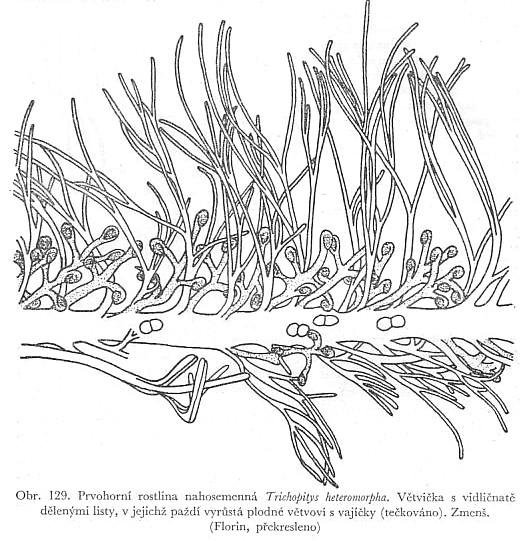 Obr. 129. Prvohorní rostlina nahosemenná Trichopitys heteromorpha. Větvička s vidličnatě
dělenými listy, v jejichž paždí vyrůstá plodné větvoví s vajíčky (tečkováno). Zmenš.
(Florin, překresleno)